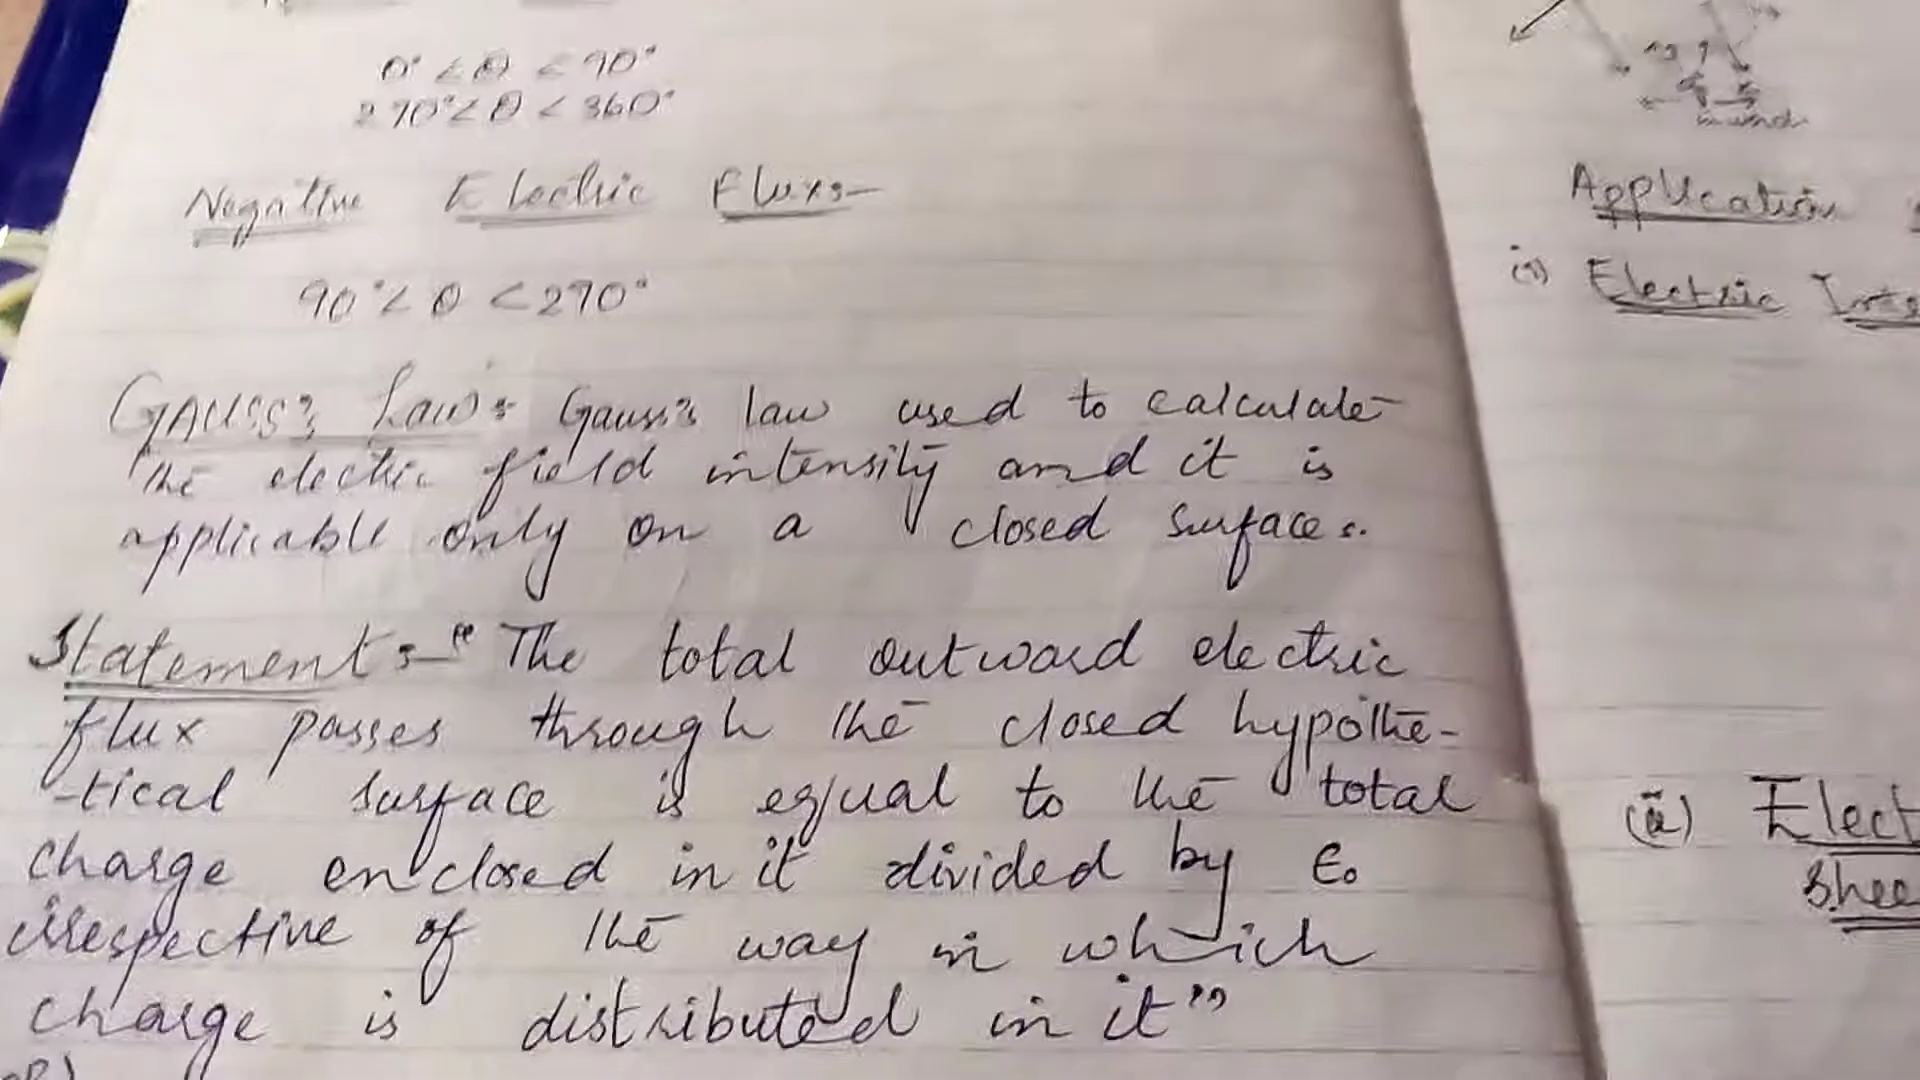 0° < θ < 90°
270° < θ < 360°
Negative Electric Flux:-
90° < θ < 270°
GAUSS's Law: Gauss's law used to calculate
the electric field intensity and it is
applicable only on a closed surfaces.
Statement:- "The total outward electric
flux passes through the closed hypothe-
-tical surface is equal to the total
charge enclosed in it divided by ε₀
irrespective of the way in which
charge is distributed in it"
Application
(i) Electric
(ii) Elect
Shee